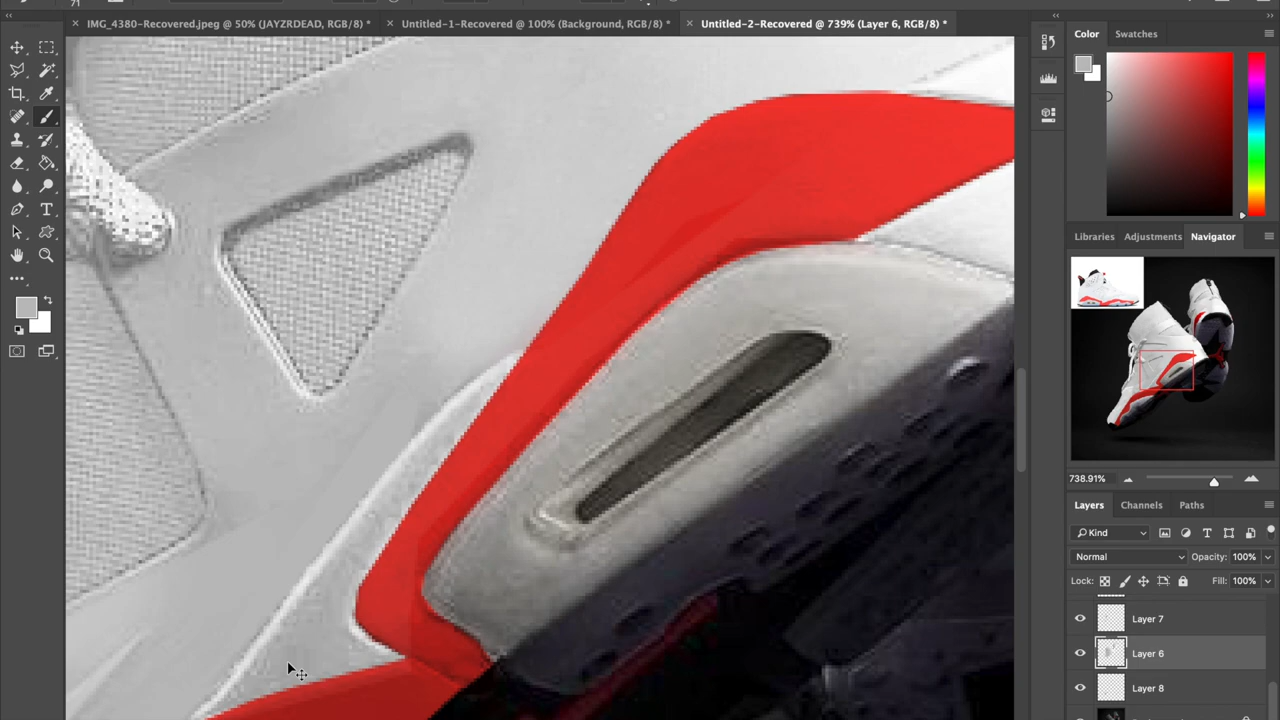 IMG_4380-Recovered.jpeg @ 50% (JAYZRDEAD, RGB/8) *
Untitled-1-Recovered @ 100% (Background, RGB/8) *
Untitled-2-Recovered @ 739% (Layer 6, RGB/8) *
Color
Swatches
Libraries
Adjustments
Navigator
738.91%
Layers
Channels
Paths
Kind
Normal
Opacity: 100%
Lock:
Fill: 100%
Layer 7
Layer 6
Layer 8